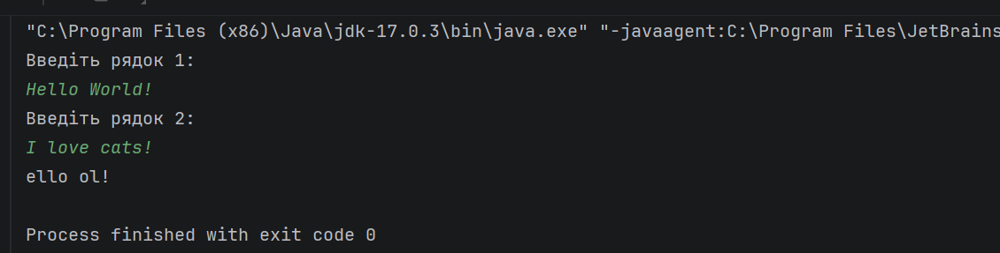 "C:\Program Files (x86)\Java\jdk-17.0.3\bin\java.exe" "-javaagent:C:\Program Files\JetBrains
Введіть рядок 1:
Hello World!
Введіть рядок 2:
I love cats!
ello ol!
Process finished with exit code 0